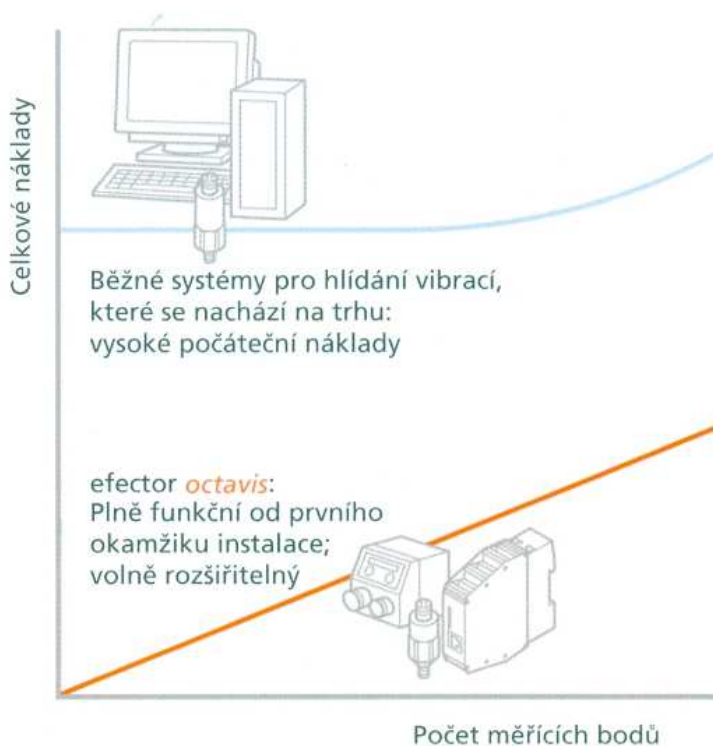 Celkové náklady
Běžné systémy pro hlídání vibrací,
které se nachází na trhu:
vysoké počáteční náklady
efector octavis:
Plně funkční od prvního
okamžiku instalace;
volně rozšiřitelný
Počet měřících bodů